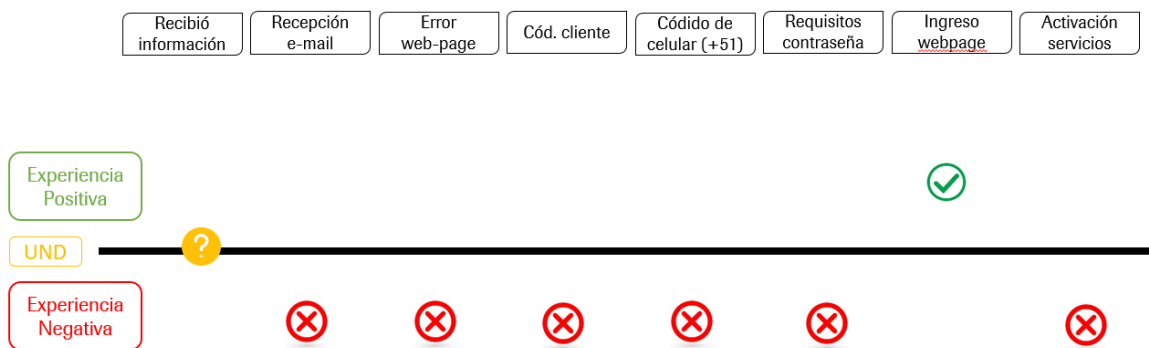 Recibió
información
Recepción
e-mail
Error
web-page
Cód. cliente
Códido de
celular (+51)
Requisitos
contraseña
Ingreso
webpage
Activación
servicios
Experiencia
Positiva
UND
?
Experiencia
Negativa